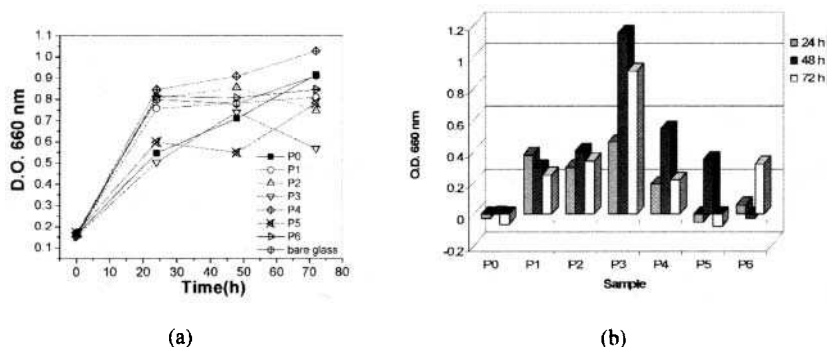 D.O. 660 nm
1.1
1.0
0.9
0.8
0.7
0.6
0.5
0.4
0.3
0.2
0.1
0 10 20 30 40 50 60 70 80
Time(h)
P0
P1
P2
P3
P4
P5
P6
bare glass
(a)
O.D. 660 nm
1.2
1
0.8
0.6
0.4
0.2
0
-0.2
P0 P1 P2 P3 P4 P5 P6
Sample
24 h
48 h
72 h
(b)